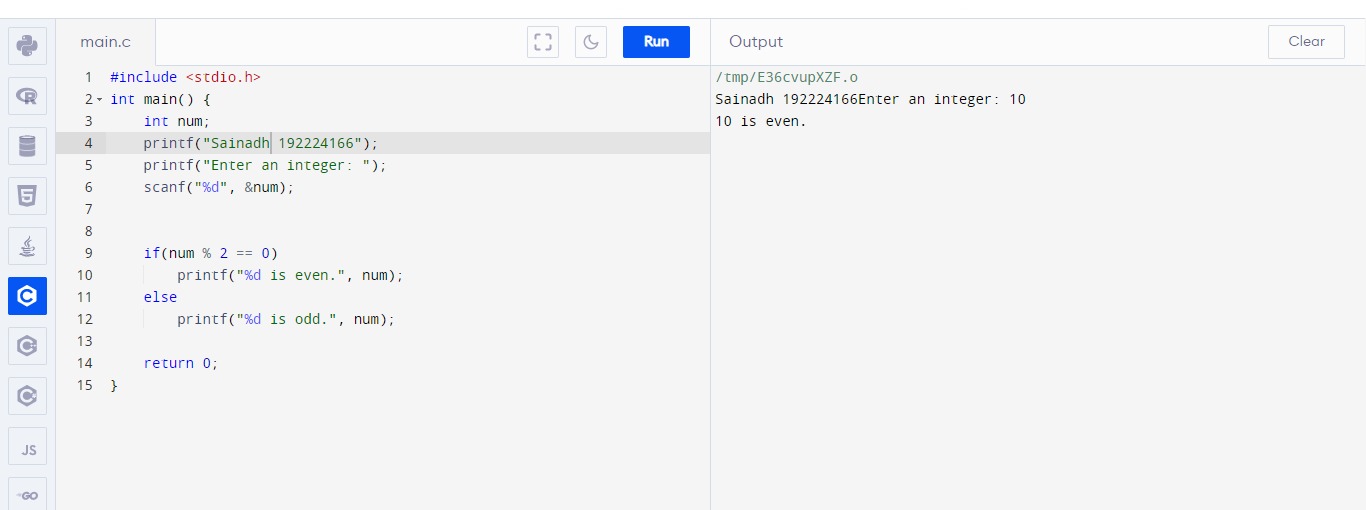 main.c
Run
Output
Clear
1 #include <stdio.h>
2 int main() {
3     int num;
4     printf("Sainadh 192224166");
5     printf("Enter an integer: ");
6     scanf("%d", &num);
7
8
9     if(num % 2 == 0)
10         printf("%d is even.", num);
11     else
12         printf("%d is odd.", num);
13
14     return 0;
15 }
/tmp/E36cvupXZF.o
Sainadh 192224166Enter an integer: 10
10 is even.
R
5
C
C
C
JS
GO